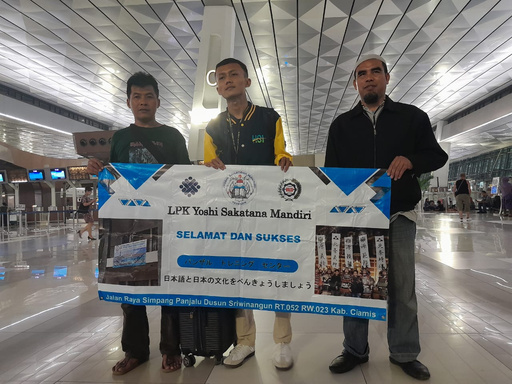 LPK Yoshi Sakatana Mandiri
SELAMAT DAN SUKSES
日本語と日本の文化をべんきょうしましょう
Jalan Raya Simpang Panjalu Dusun Sriwinangun RT.052 RW.023 Kab. Ciamis